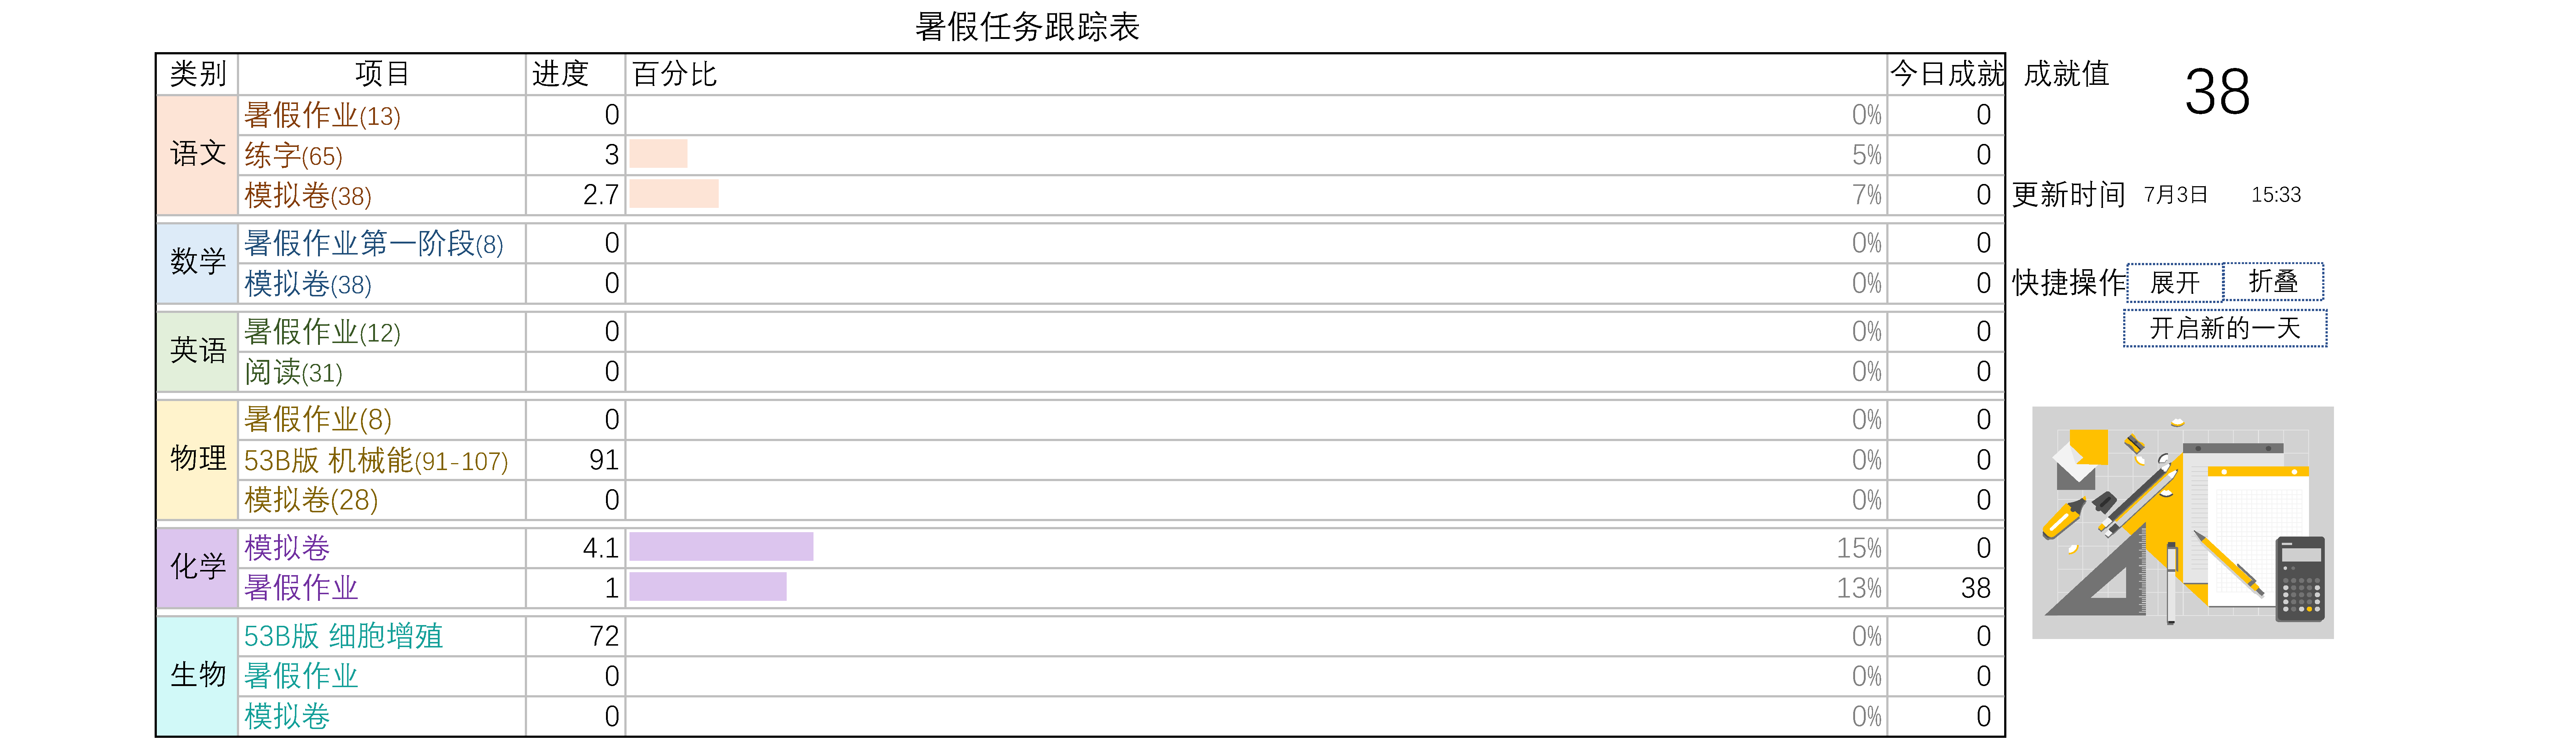 暑假任务跟踪表
类别 项目 进度 百分比 今日成就 成就值 38
语文 暑假作业(13) 0 0% 0
练字(65) 3 5% 0
模拟卷(38) 2.7 7% 0 更新时间 7月3日 15:33
数学 暑假作业第一阶段(8) 0 0% 0
模拟卷(38) 0 0% 0 快捷操作 展开 折叠
开启新的一天
英语 暑假作业(12) 0 0% 0
阅读(31) 0 0% 0
物理 暑假作业(8) 0 0% 0
53B版 机械能(91-107) 91 0% 0
模拟卷(28) 0 0% 0
化学 模拟卷 4.1 15% 0
暑假作业 1 13% 38
生物 53B版 细胞增殖 72 0% 0
暑假作业 0 0% 0
模拟卷 0 0% 0